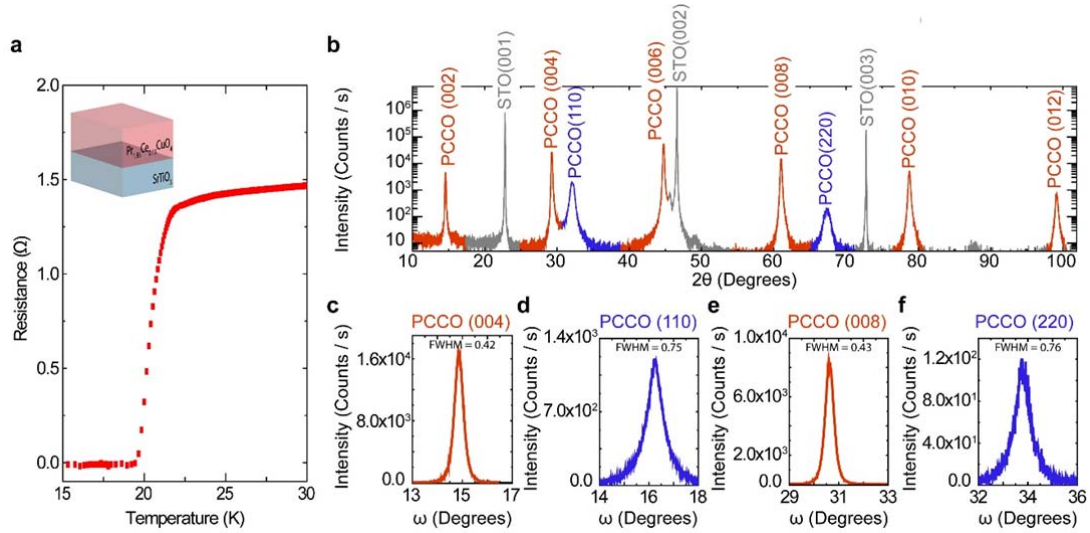 a
2.0
1.5
1.0
0.5
0.0
Resistance (Ω)
15
20
25
30
Temperature (K)
SrTiO3
b
PCCO (002)
STO(001)
PCCO (004)
PCCO(110)
PCCO (006)
STO(002)
PCCO (008)
PCCO(220)
STO(003)
PCCO (010)
PCCO (012)
Intensity (Counts / s)
10^6
10^5
10^4
10^3
10^2
10
10 20 30 40 50 60 70 80 90 100
2θ (Degrees)
c
PCCO (004)
FWHM = 0.42
Intensity (Counts / s)
1.6x10^4
8.0x10^3
0.0
13 15 17
ω (Degrees)
d
PCCO (110)
FWHM = 0.75
Intensity (Counts / s)
1.4x10^3
7.0x10^2
0.0
14 16 18
ω (Degrees)
e
PCCO (008)
FWHM = 0.43
Intensity (Counts / s)
1.0x10^4
8.0x10^3
6.0x10^3
4.0x10^3
2.0x10^3
0
29 31 33
ω (Degrees)
f
PCCO (220)
FWHM = 0.76
Intensity (Counts / s)
1.2x10^2
8.0x10^1
4.0x10^1
0.0
32 34 36
ω (Degrees)